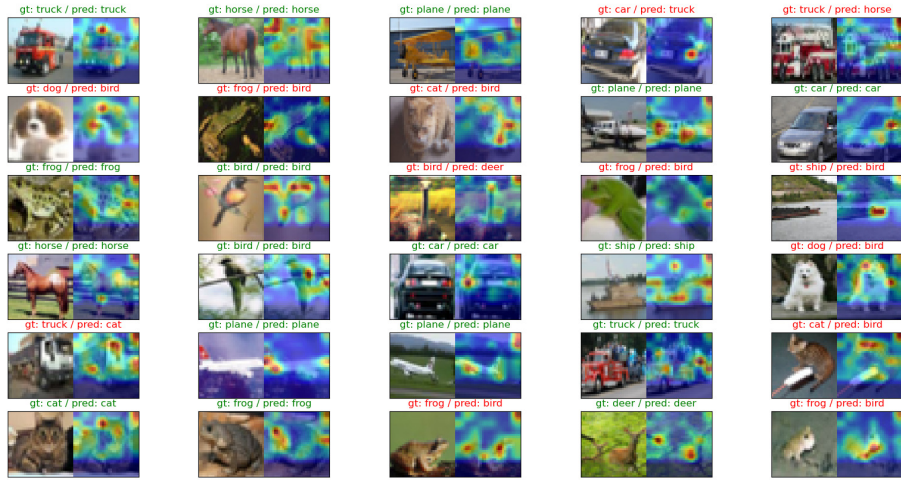 gt: truck / pred: truck
gt: horse / pred: horse
gt: plane / pred: plane
gt: car / pred: truck
gt: truck / pred: horse
gt: dog / pred: bird
gt: frog / pred: bird
gt: cat / pred: bird
gt: plane / pred: plane
gt: car / pred: car
gt: frog / pred: frog
gt: bird / pred: bird
gt: bird / pred: deer
gt: frog / pred: bird
gt: ship / pred: bird
gt: horse / pred: horse
gt: bird / pred: bird
gt: car / pred: car
gt: ship / pred: ship
gt: dog / pred: bird
gt: truck / pred: cat
gt: plane / pred: plane
gt: plane / pred: plane
gt: truck / pred: truck
gt: cat / pred: bird
gt: cat / pred: cat
gt: frog / pred: frog
gt: frog / pred: bird
gt: deer / pred: deer
gt: frog / pred: bird